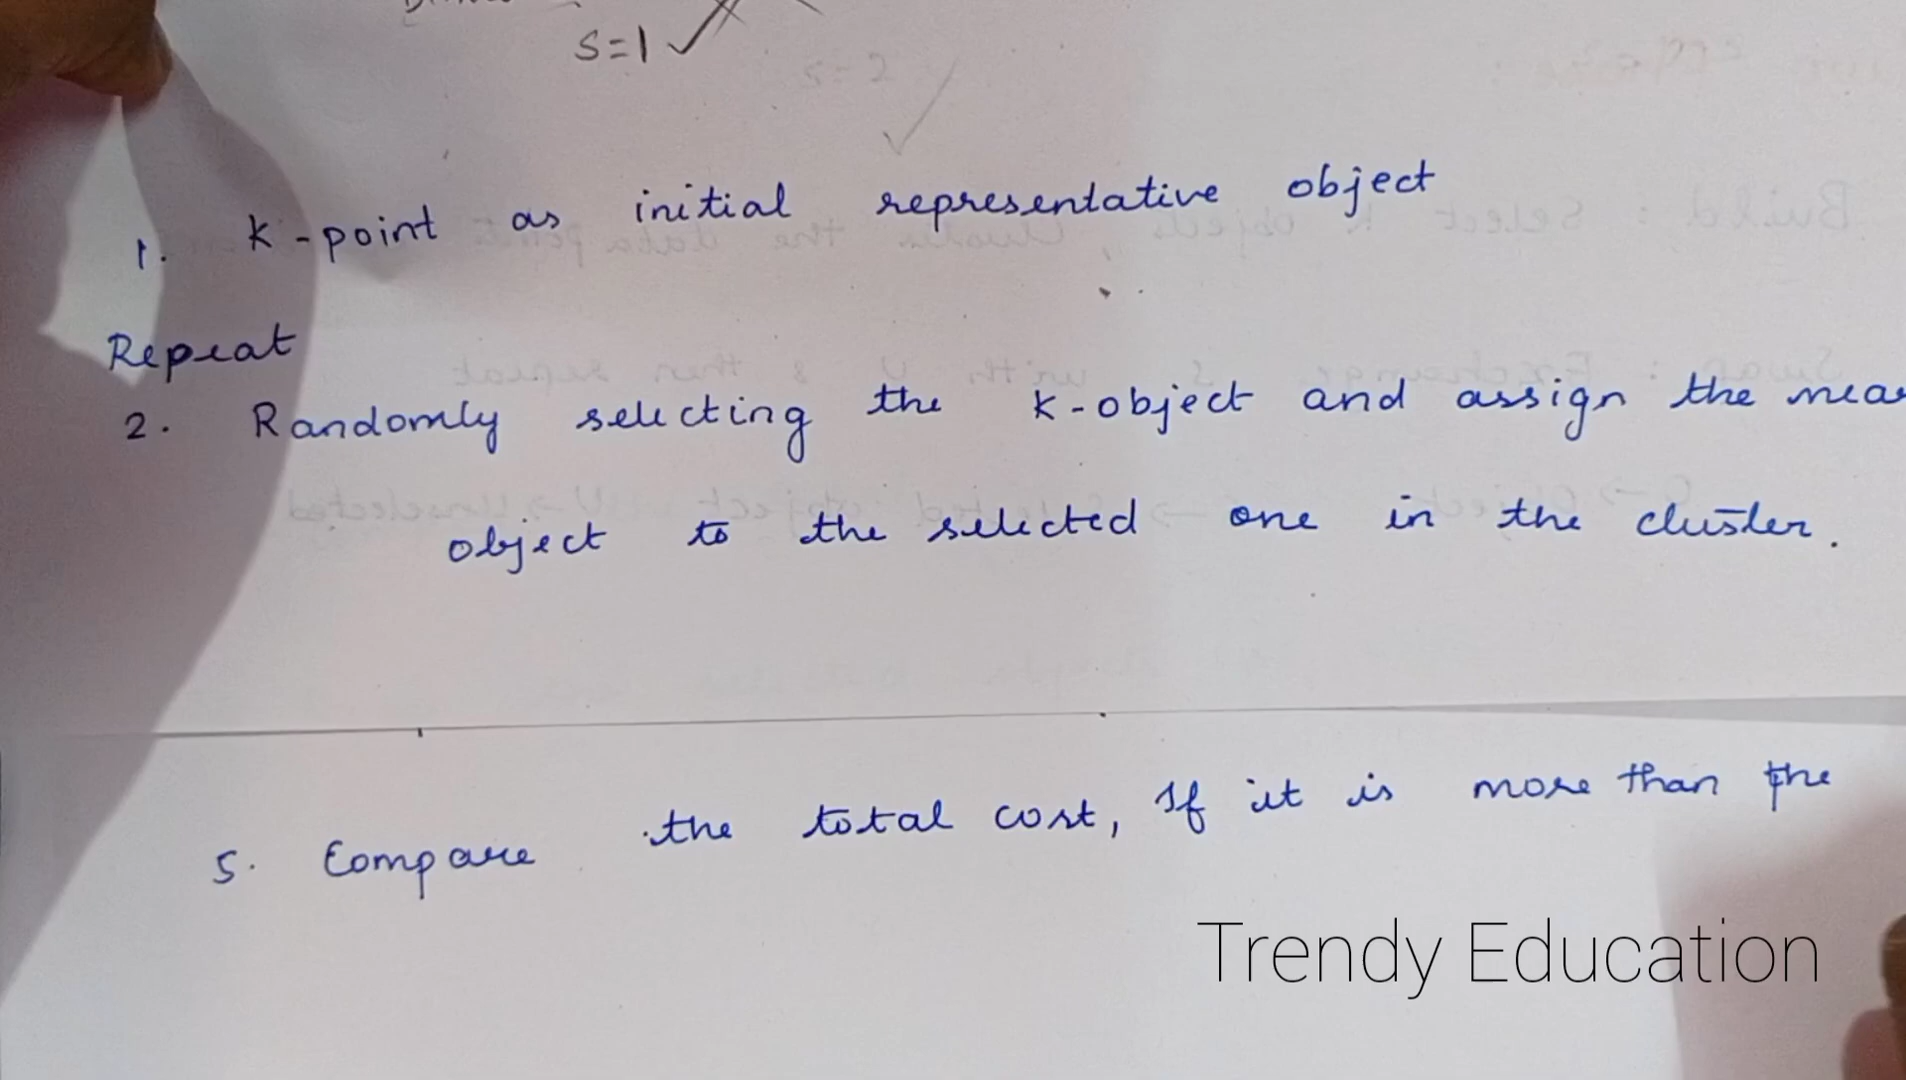 S=1
s=2
1. K-point as initial representative object
Repeat
2. Randomly selecting the K-object and assign the
object to the selected one in the cluster.
5. Compare the total cost, If it is more than the
Trendy Education